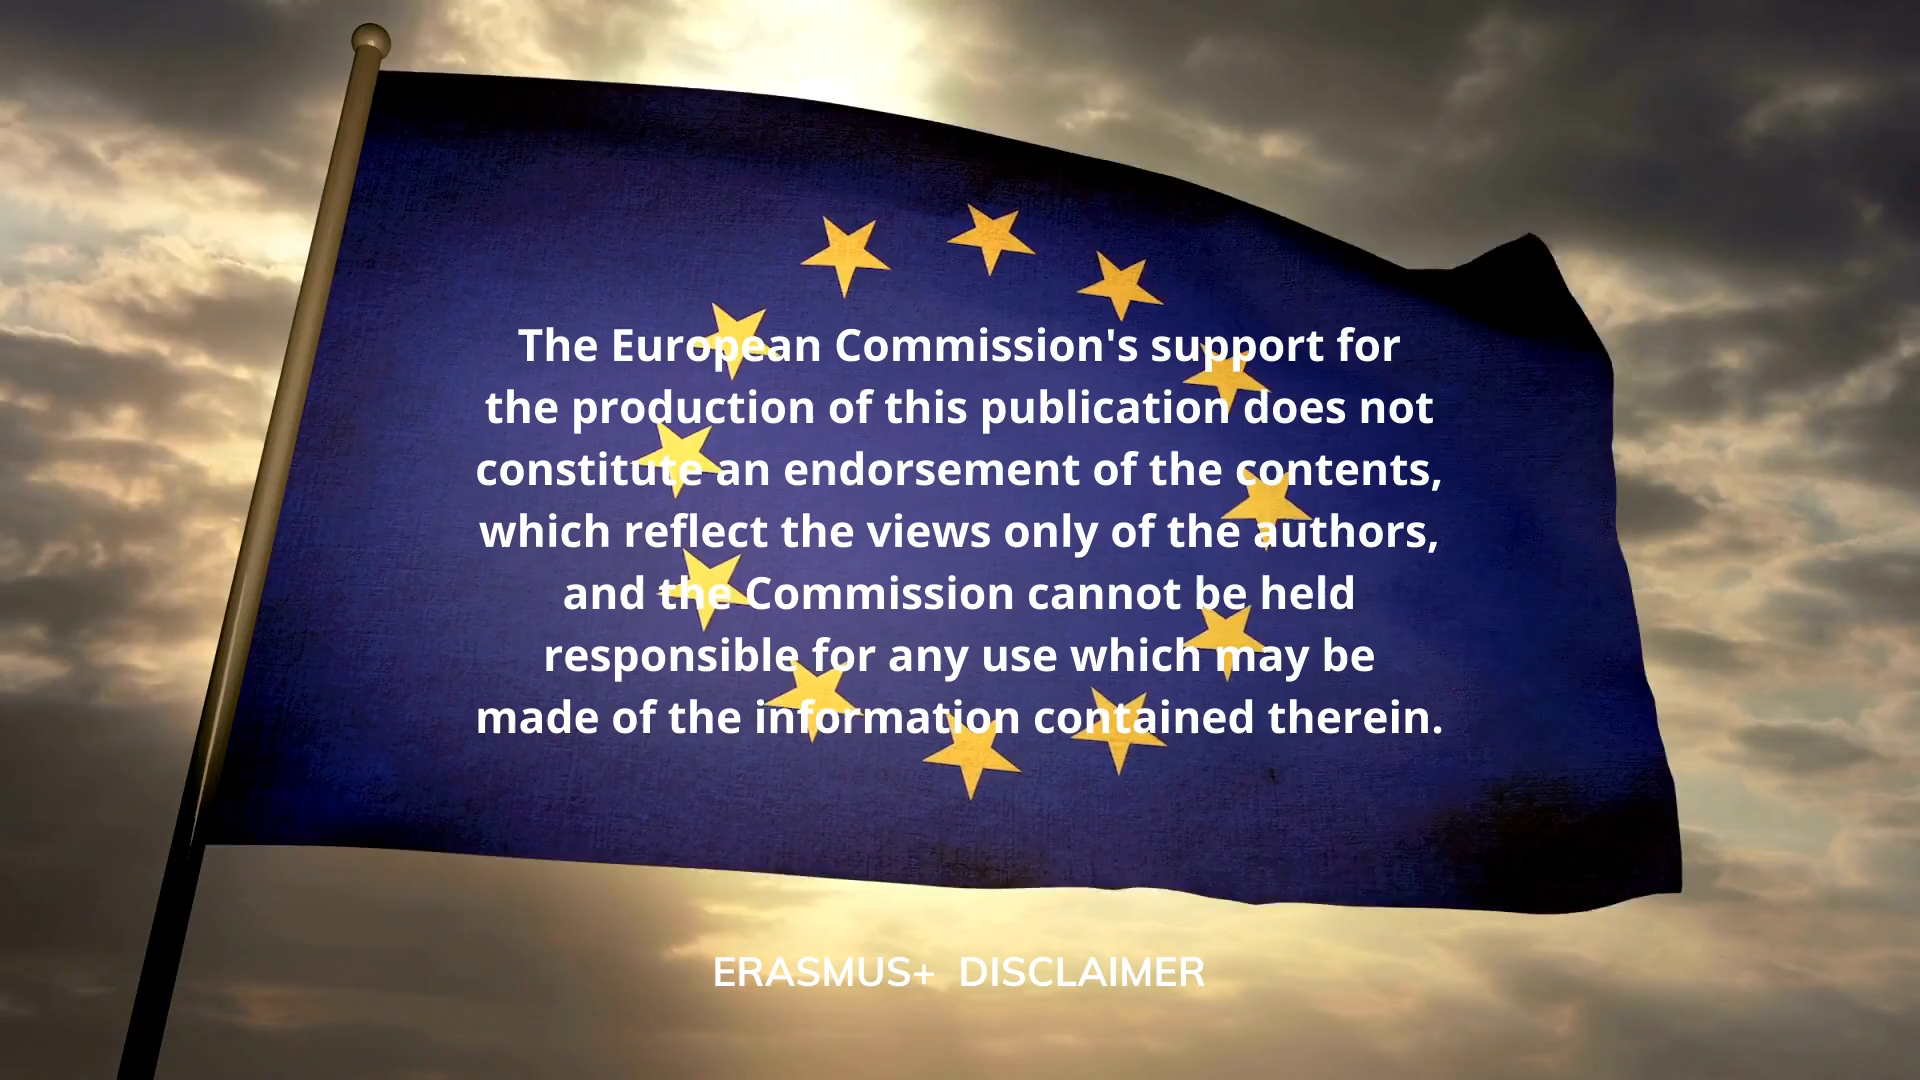 The European Commission's support for
the production of this publication does not
constitute an endorsement of the contents,
which reflect the views only of the authors,
and the Commission cannot be held
responsible for any use which may be
made of the information contained therein.
ERASMUS+ DISCLAIMER